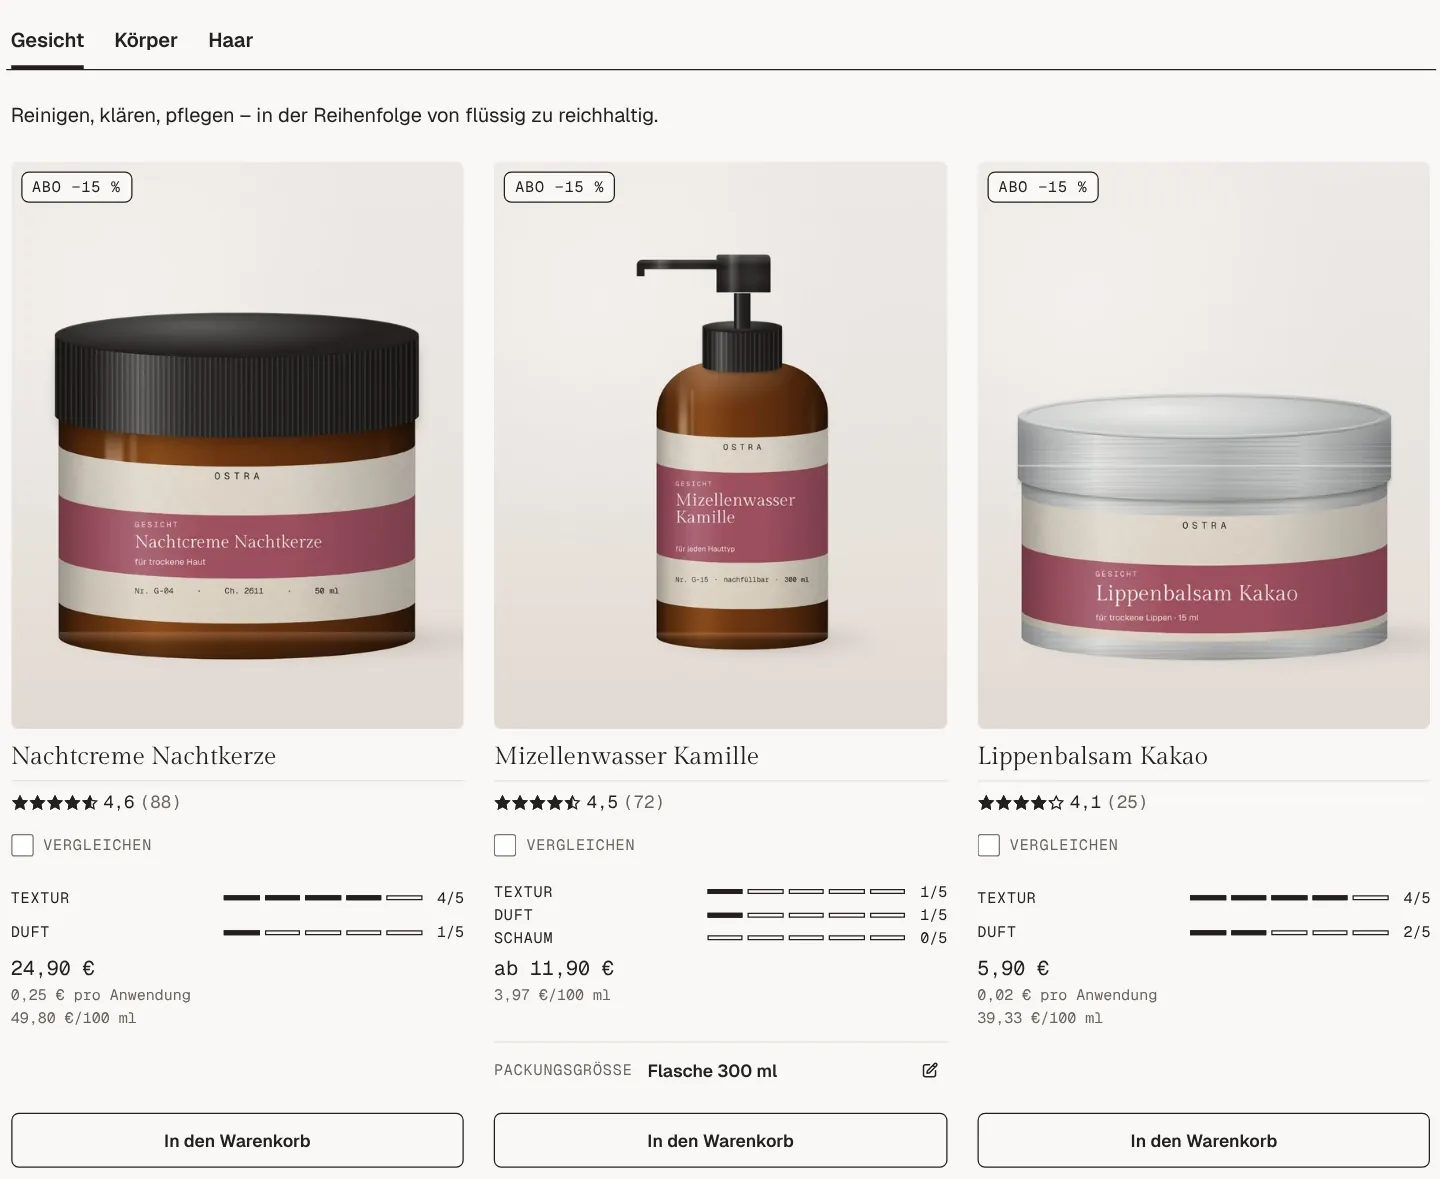 Gesicht Körper Haar
Reinigen, klären, pflegen – in der Reihenfolge von flüssig zu reichhaltig.
ABO −15 %
OSTRA
GESICHT
Nachtcreme Nachtkerze
für trockene Haut
Nr. G-04 · Ch. 2611 · 50 ml
Nachtcreme Nachtkerze
4,6 (88)
VERGLEICHEN
TEXTUR 4/5
DUFT 1/5
24,90 €
0,25 € pro Anwendung
49,80 €/100 ml
In den Warenkorb
ABO −15 %
OSTRA
GESICHT
Mizellenwasser
Kamille
für jeden Hauttyp
Nr. G-15 · nachfüllbar · 300 ml
Mizellenwasser Kamille
4,5 (72)
VERGLEICHEN
TEXTUR 1/5
DUFT 1/5
SCHAUM 0/5
ab 11,90 €
3,97 €/100 ml
PACKUNGSGRÖSSE Flasche 300 ml
In den Warenkorb
ABO −15 %
OSTRA
GESICHT
Lippenbalsam Kakao
für trockene Lippen · 15 ml
Lippenbalsam Kakao
4,1 (25)
VERGLEICHEN
TEXTUR 4/5
DUFT 2/5
5,90 €
0,02 € pro Anwendung
39,33 €/100 ml
In den Warenkorb